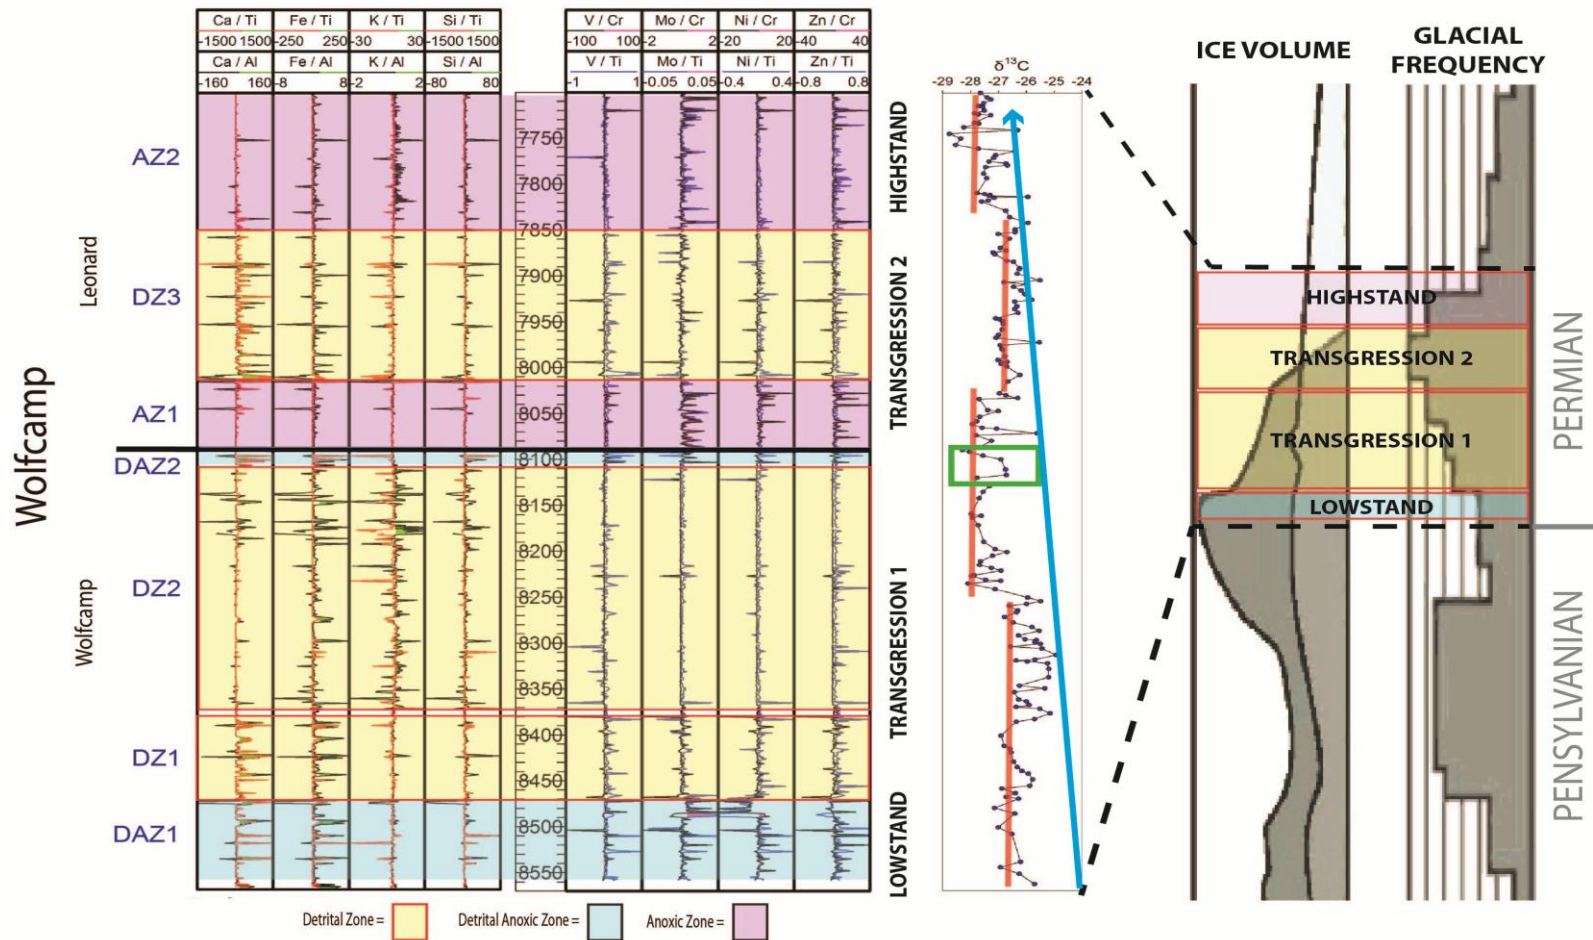 Ca / Ti Fe / Ti K / Ti Si / Ti V / Cr Mo / Cr Ni / Cr Zn / Cr
-1500 1500 -250 250 -30 30 -1500 1500 -100 100 -2 2 -20 20 -40 40
Ca / Al Fe / Al K / Al Si / Al V / Ti Mo / Ti Ni / Ti Zn / Ti
-160 160 -8 8 -2 2 -80 80 -1 1 -0.05 0.05 -0.4 0.4 -0.8 0.8
Wolfcamp
Leonard
Wolfcamp
AZ2
DZ3
AZ1
DAZ2
DZ2
DZ1
DAZ1
7750
7800
7850
7900
7950
8000
8050
8100
8150
8200
8250
8300
8350
8400
8450
8500
8550
HIGHSTAND
TRANSGRESSION 2
TRANSGRESSION 1
LOWSTAND
δ¹³C
-29 -28 -27 -26 -25 -24
ICE VOLUME
GLACIAL
FREQUENCY
HIGHSTAND
TRANSGRESSION 2
TRANSGRESSION 1
LOWSTAND
PERMIAN
PENSYLVANIAN
Detrital Zone = Detrital Anoxic Zone = Anoxic Zone =